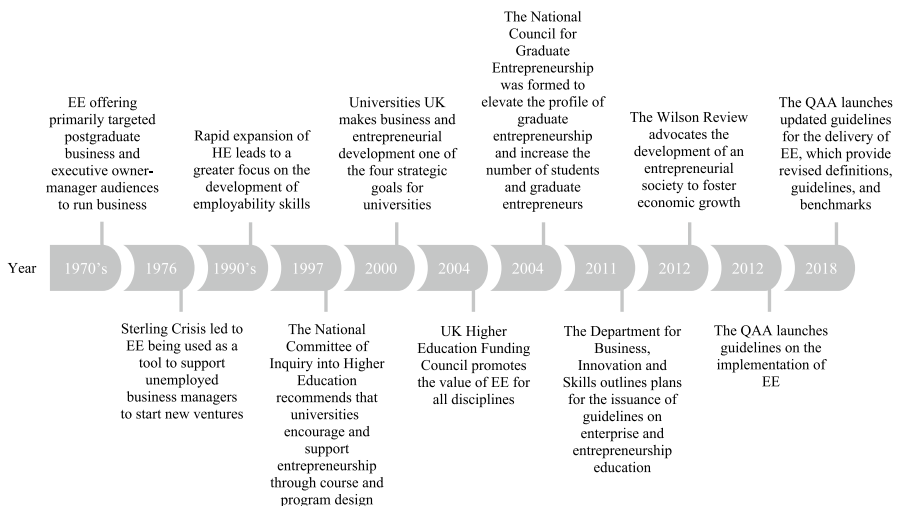 EE offering
primarily targeted
postgraduate
business and
executive owner-
manager audiences
to run business
Rapid expansion of
HE leads to a
greater focus on the
development of
employability skills
Universities UK
makes business and
entrepreneurial
development one of
the four strategic
goals for
universities
The National
Council for
Graduate
Entrepreneurship
was formed to
elevate the profile of
graduate
entrepreneurship
and increase the
number of students
and graduate
entrepreneurs
The Wilson Review
advocates the
development of an
entrepreneurial
society to foster
economic growth
The QAA launches
updated guidelines
for the delivery of
EE, which provide
revised definitions,
guidelines, and
benchmarks
Year 1970's 1976 1990's 1997 2000 2004 2004 2011 2012 2012 2018
Sterling Crisis led to
EE being used as a
tool to support
unemployed
business managers
to start new ventures
The National
Committee of
Inquiry into Higher
Education
recommends that
universities
encourage and
support
entrepreneurship
through course and
program design
UK Higher
Education Funding
Council promotes
the value of EE for
all disciplines
The Department for
Business,
Innovation and
Skills outlines plans
for the issuance of
guidelines on
enterprise and
entrepreneurship
education
The QAA launches
guidelines on the
implementation of
EE